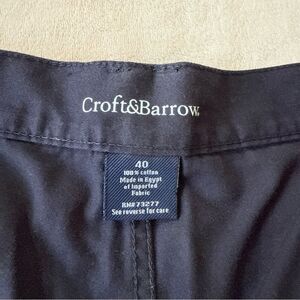 Croft&Barrow.
40
100% cotton
Made in Egypt
of Imported
Fabric
RN#73277
See reverse for care